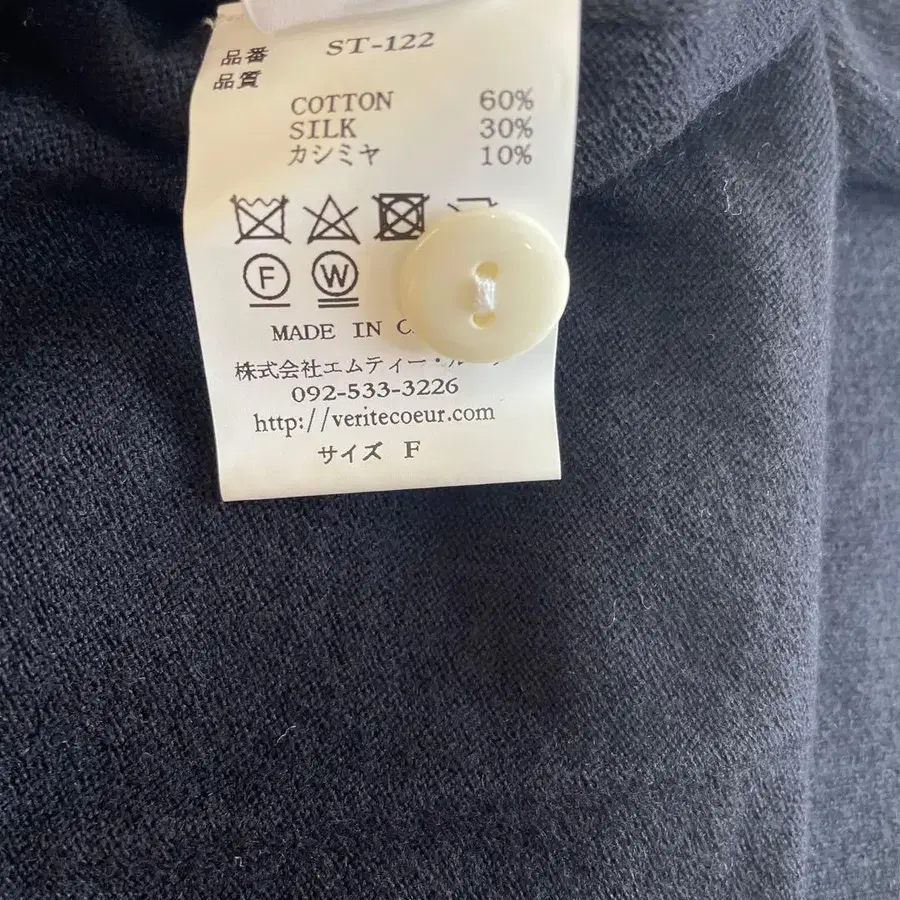 品番 ST-122
品質
COTTON 60%
SILK 30%
カシミヤ 10%
F W
MADE IN
株式会社エムティー・
092-533-3226
http://veritecoeur.com
サイズ F